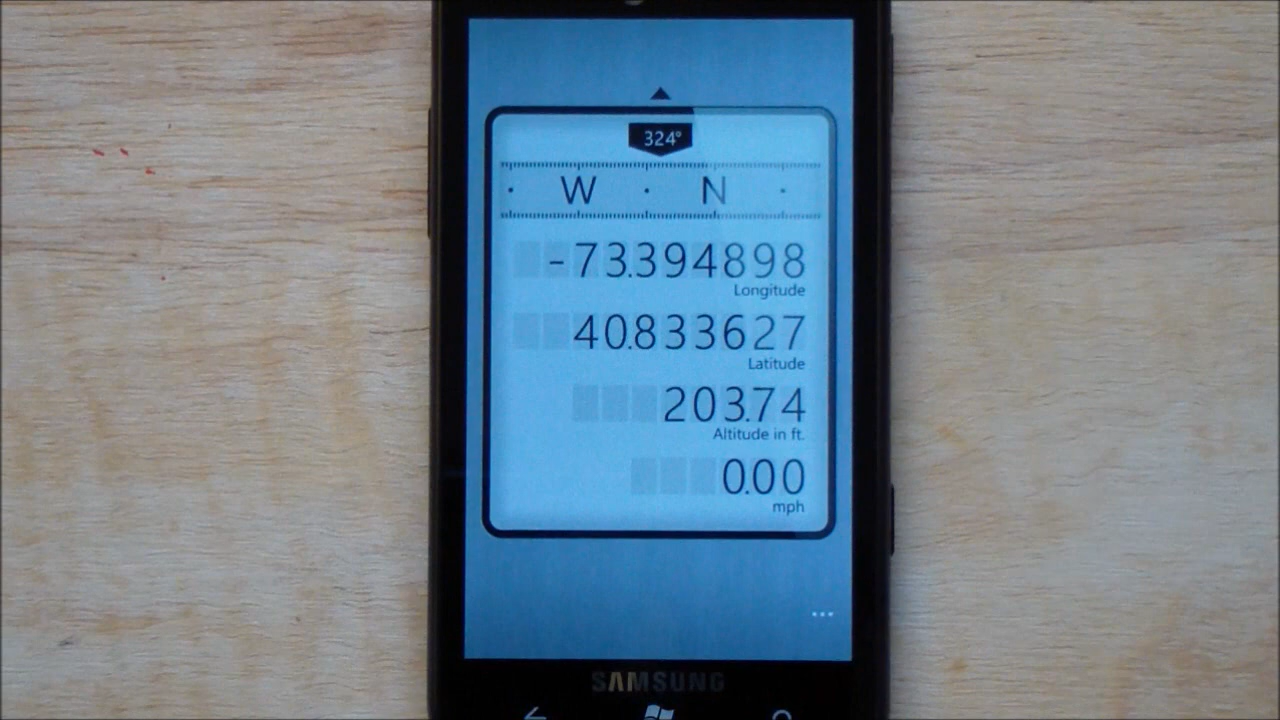 324°
· W · N ·
-73.394898
Longitude
40.833627
Latitude
203.74
Altitude in ft.
0.00
mph
...
SAMSUNG